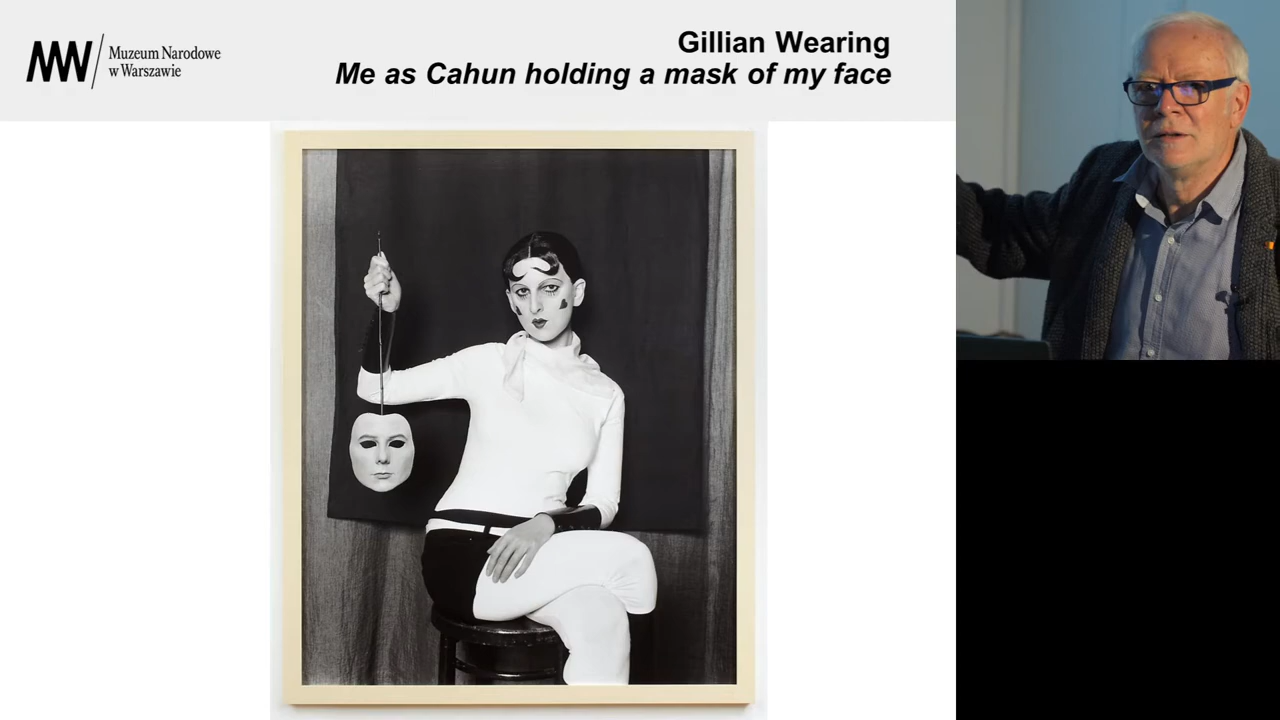 MW
Muzeum Narodowe
w Warszawie
Gillian Wearing
Me as Cahun holding a mask of my face